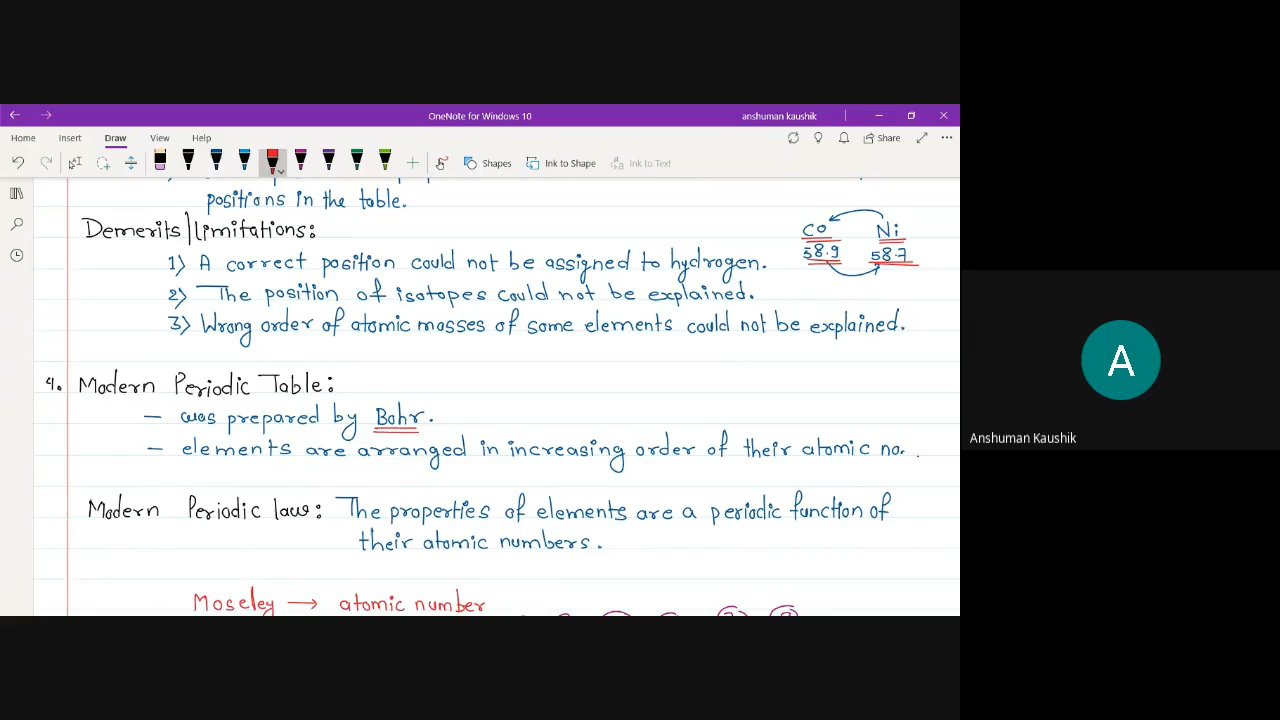 OneNote for Windows 10
anshuman kaushik
Home Insert Draw View Help
Share
Shapes Ink to Shape Ink to Text
positions in the table.
Demerits/limitations:
Co Ni
58.9 58.7
1) A correct position could not be assigned to hydrogen.
2) The position of isotopes could not be explained.
3) Wrong order of atomic masses of some elements could not be explained.
4. Modern Periodic Table:
— was prepared by Bohr.
— elements are arranged in increasing order of their atomic no.
Modern Periodic law: The properties of elements are a periodic function of
their atomic numbers.
Moseley → atomic number
A
Anshuman Kaushik